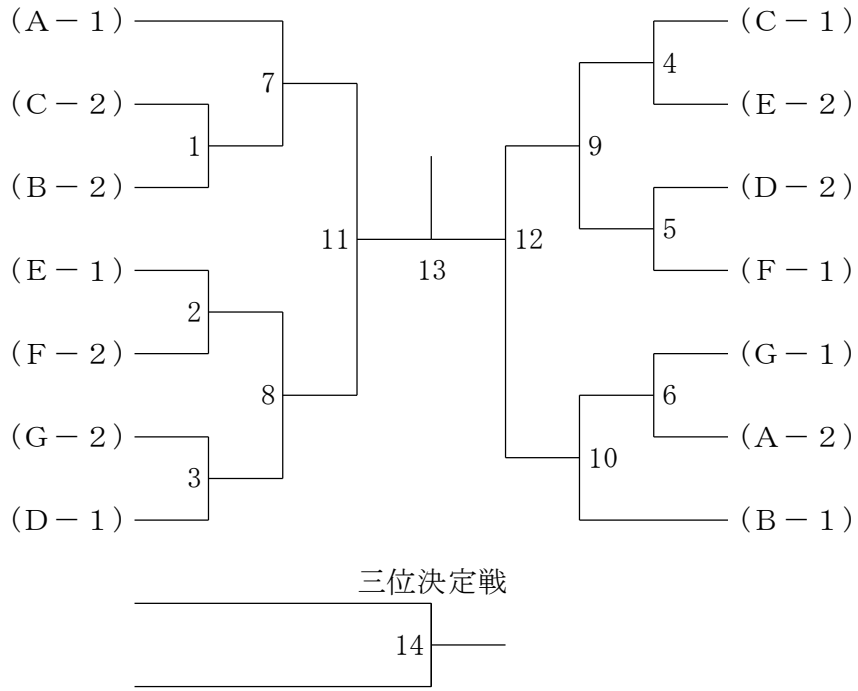 (A-1)
(C-2)
(B-2)
(E-1)
(F-2)
(G-2)
(D-1)
1
2
3
7
8
11
13
12
9
10
4
5
6
(C-1)
(E-2)
(D-2)
(F-1)
(G-1)
(A-2)
(B-1)
三位決定戦
14